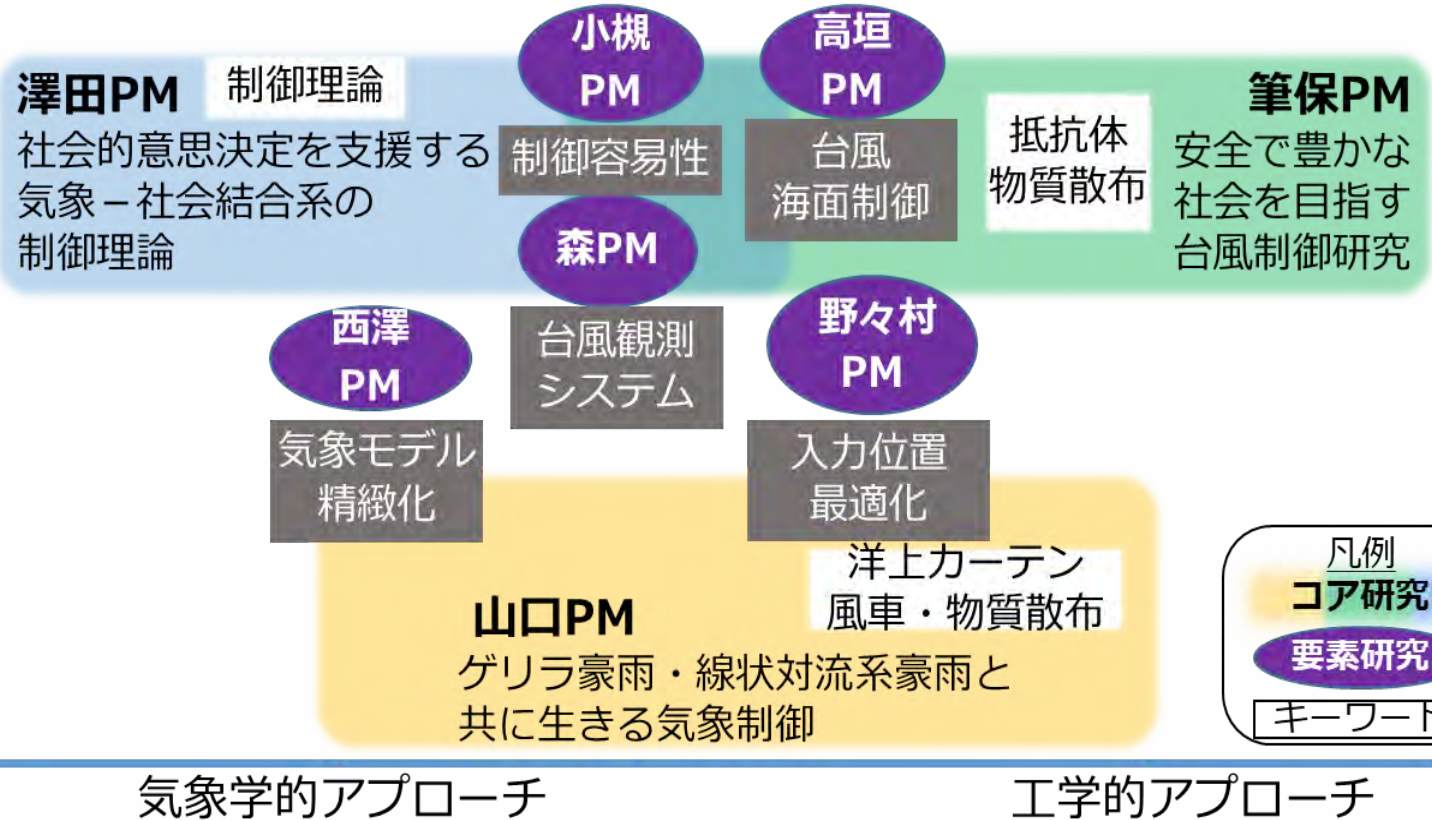 小槻
PM
高垣
PM
澤田PM
制御理論
社会的意思決定を支援する
気象－社会結合系の
制御理論
制御容易性
台風
海面制御
抵抗体
物質散布
筆保PM
安全で豊かな
社会を目指す
台風制御研究
森PM
台風観測
システム
野々村
PM
西澤
PM
気象モデル
精緻化
入力位置
最適化
洋上カーテン
風車・物質散布
山口PM
ゲリラ豪雨・線状対流系豪雨と
共に生きる気象制御
凡例
コア研究
要素研究
キーワード
気象学的アプローチ
工学的アプローチ